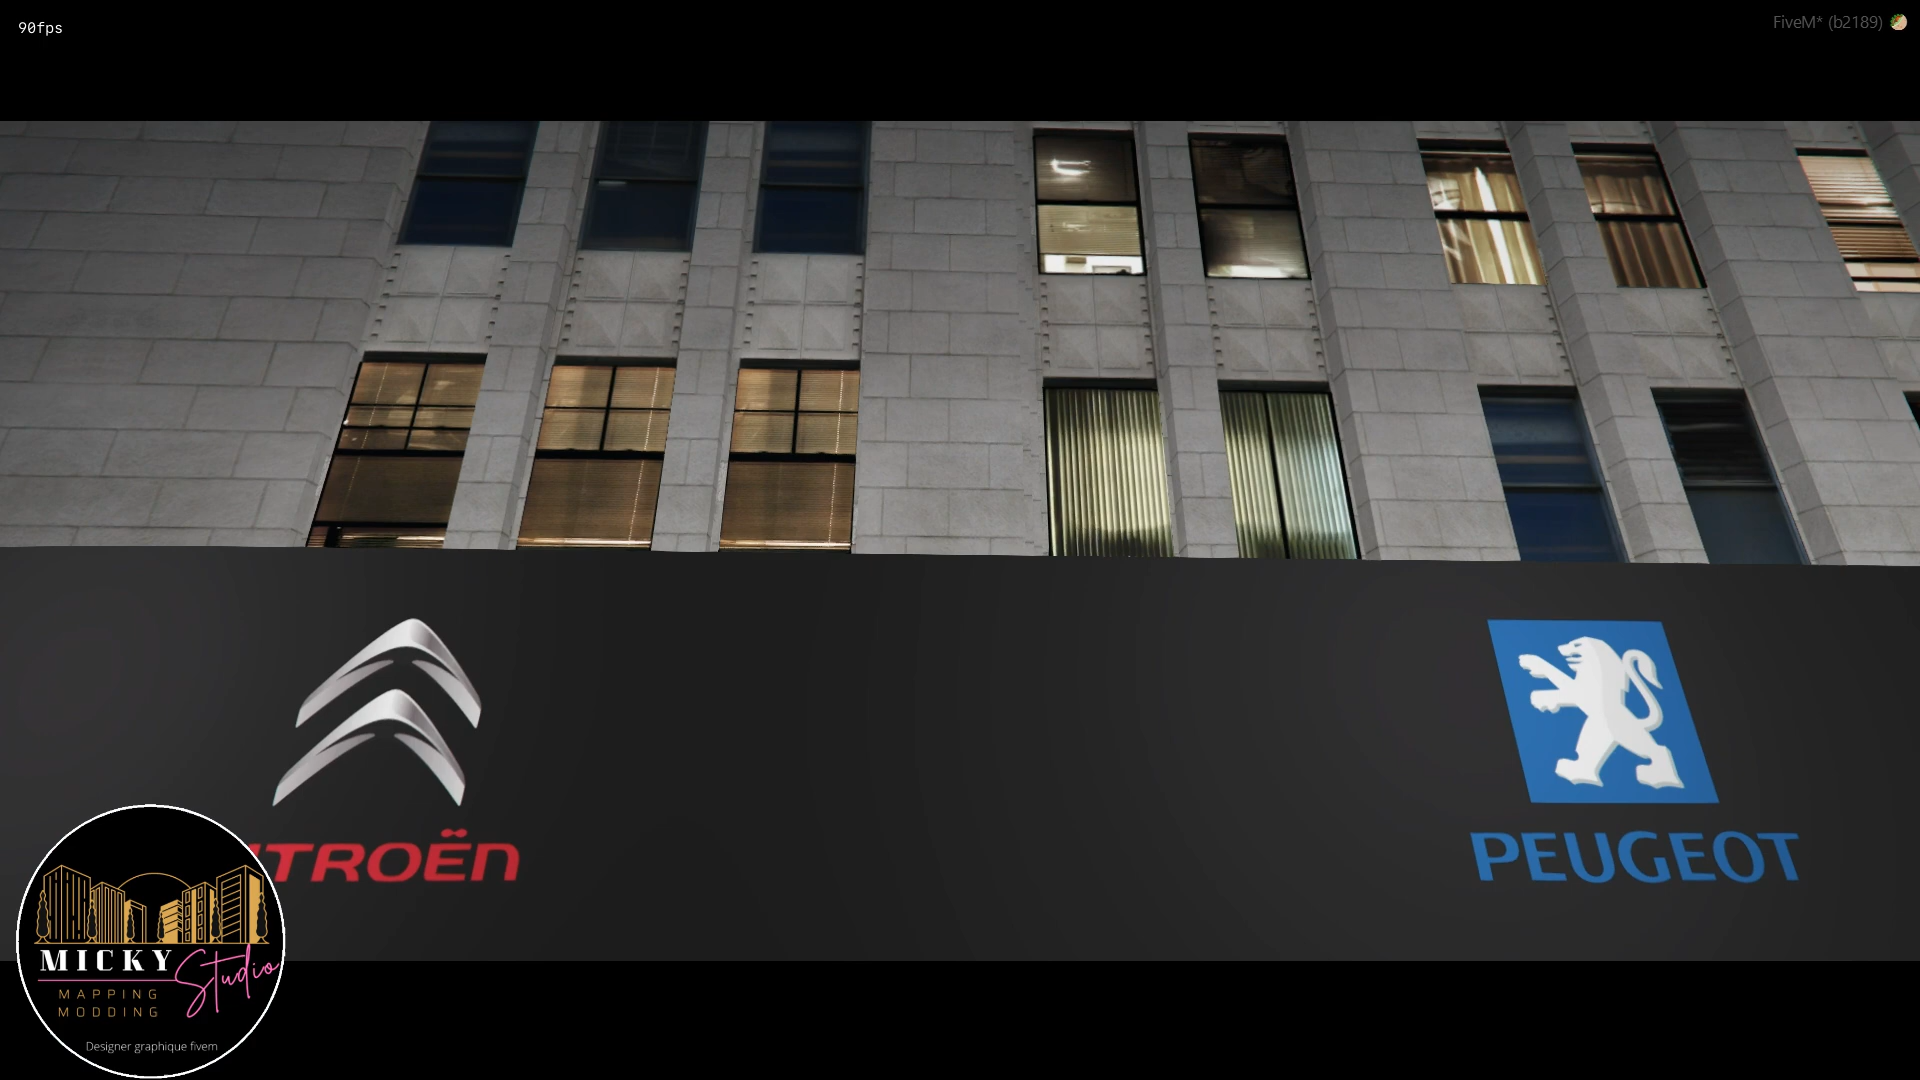 90fps
FiveM* (b2189)
ITROËN
PEUGEOT
MICKY
Studio
MAPPING
MODDING
Designer graphique fivem